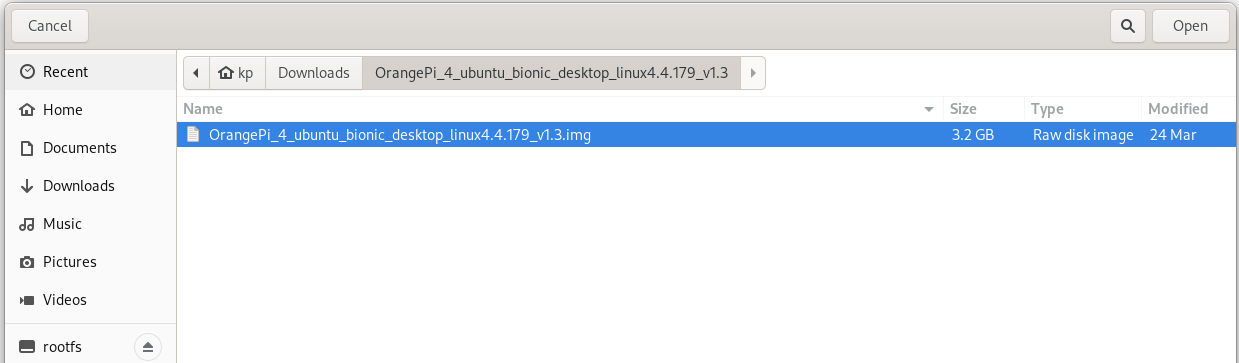 Cancel
Open
Recent
Home
Documents
Downloads
Music
Pictures
Videos
rootfs
kp Downloads OrangePi_4_ubuntu_bionic_desktop_linux4.4.179_v1.3
Name Size Type Modified
OrangePi_4_ubuntu_bionic_desktop_linux4.4.179_v1.3.img 3.2 GB Raw disk image 24 Mar